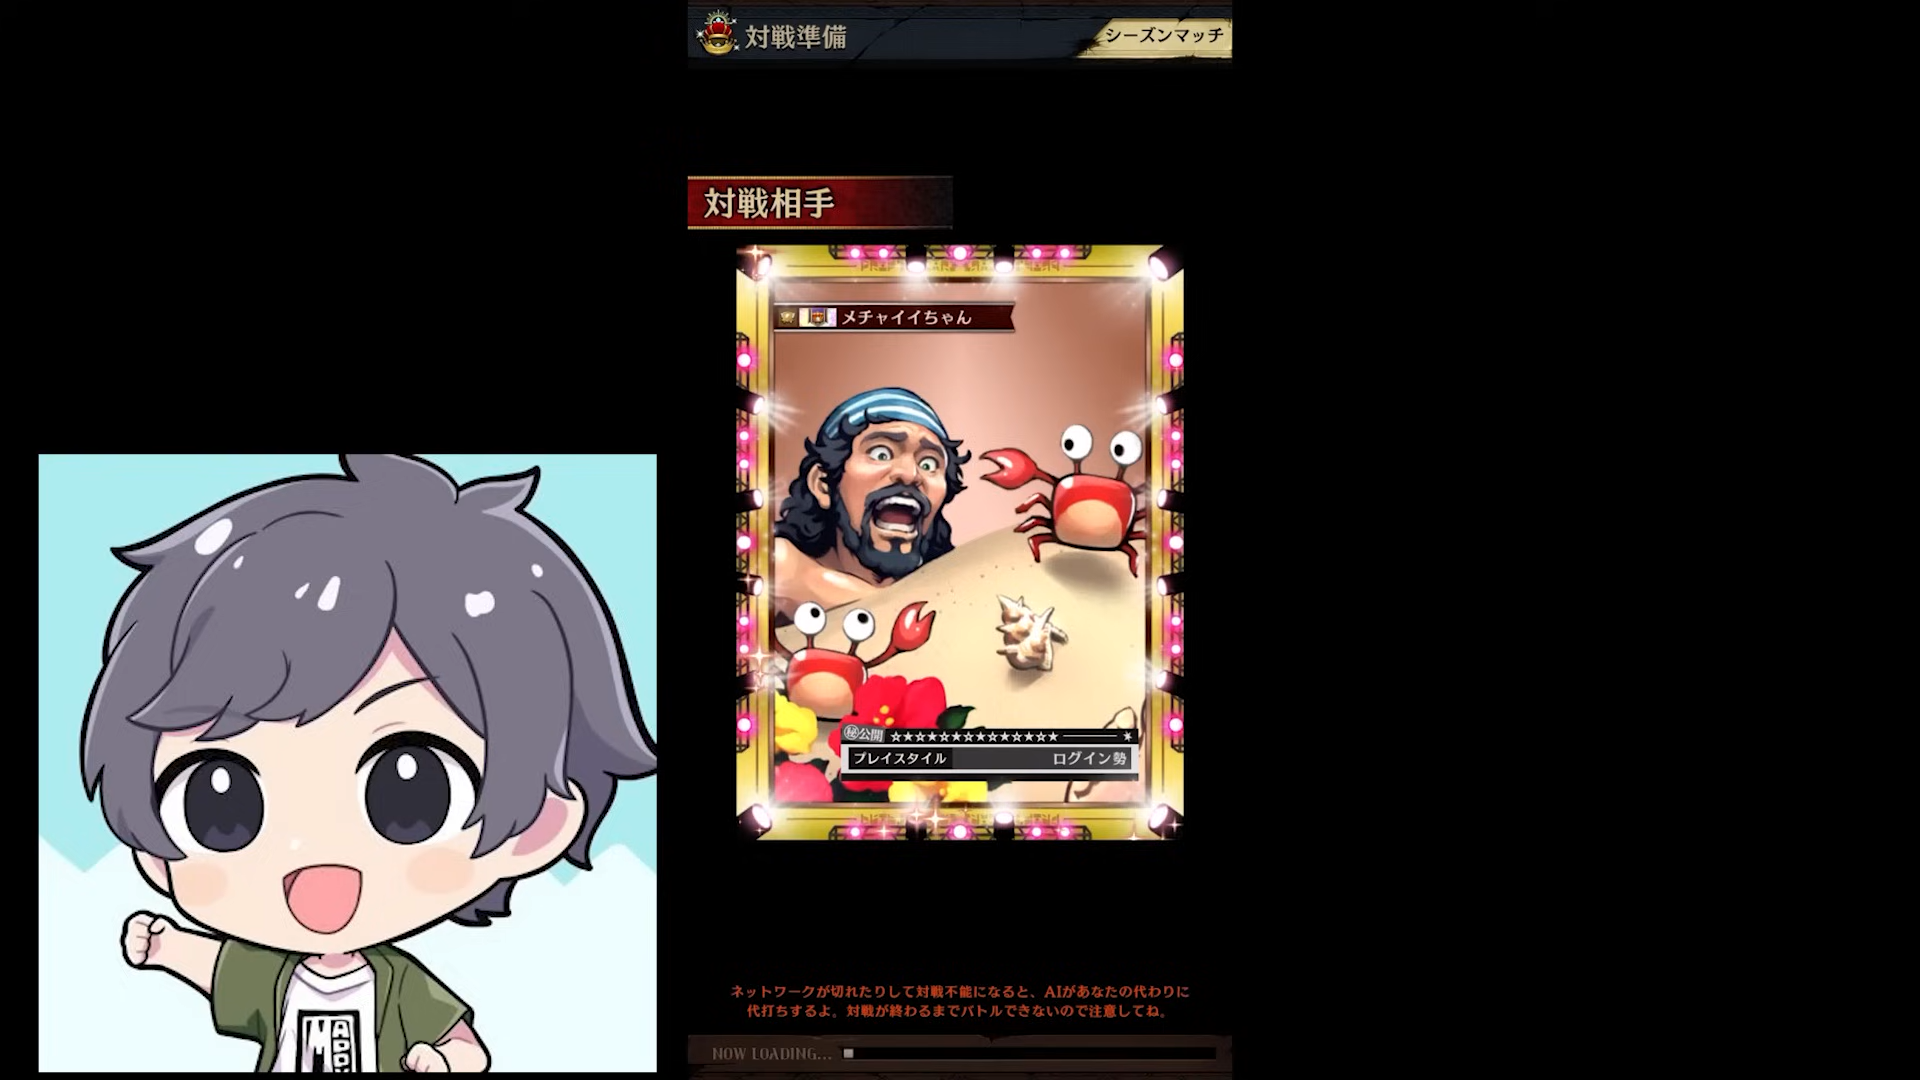 対戦準備
シーズンマッチ
対戦相手
メチャイイちゃん
㊙公開 ☆☆☆☆☆☆☆☆☆☆☆☆☆☆
プレイスタイル ログイン勢
ネットワークが切れたりして対戦不能になると、AIがあなたの代わりに
代打ちするよ。対戦が終わるまでバトルできないので注意してね。
NOW LOADING...